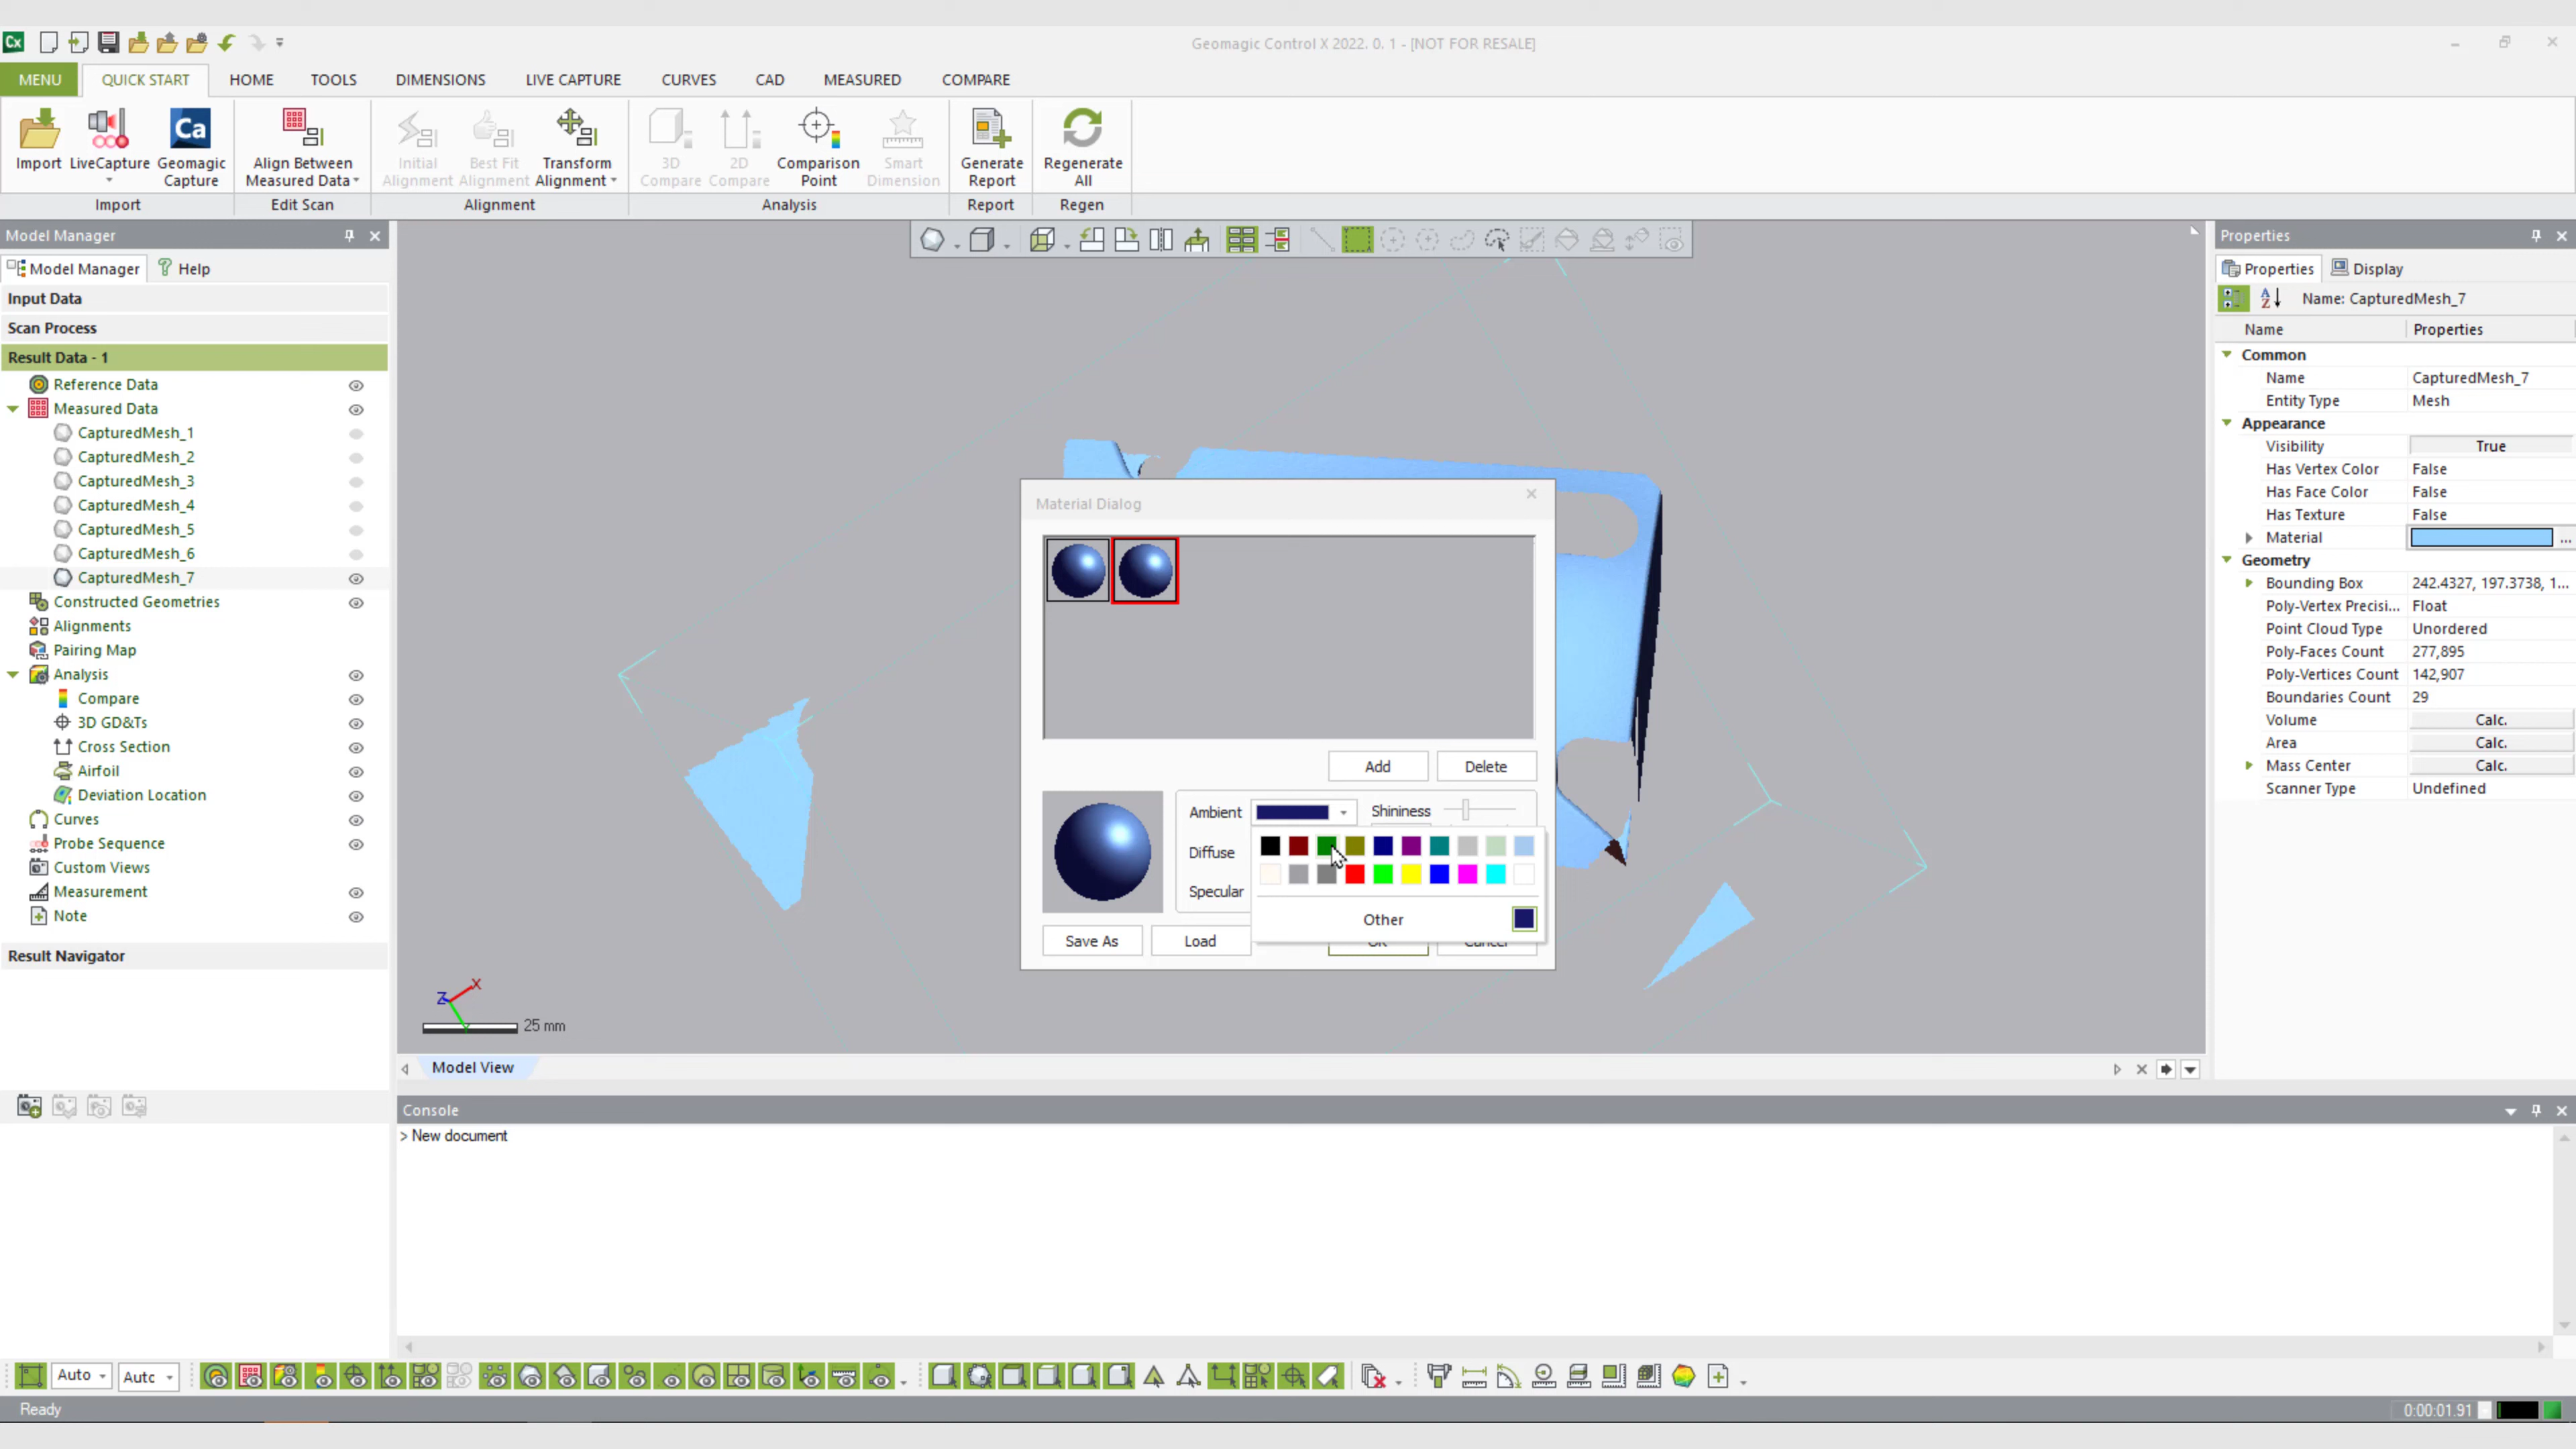 Cx
Geomagic Control X 2022. 0. 1 - [NOT FOR RESALE]
MENU QUICK START HOME TOOLS DIMENSIONS LIVE CAPTURE CURVES CAD MEASURED COMPARE
Import
LiveCapture
Ca
Geomagic Capture
Align Between Measured Data
Initial Alignment
Best Fit Alignment
Transform Alignment
3D Compare
2D Compare
Comparison Point
Smart Dimension
Generate Report
Regenerate All
Import Edit Scan Alignment Analysis Report Regen
Model Manager
Model Manager Help
Input Data
Scan Process
Result Data - 1
Reference Data
Measured Data
CapturedMesh_1
CapturedMesh_2
CapturedMesh_3
CapturedMesh_4
CapturedMesh_5
CapturedMesh_6
CapturedMesh_7
Constructed Geometries
Alignments
Pairing Map
Analysis
Compare
3D GD&Ts
Cross Section
Airfoil
Deviation Location
Curves
Probe Sequence
Custom Views
Measurement
Note
Result Navigator
Material Dialog
Add Delete
Ambient Shininess
Diffuse
Specular
Other
Save As Load OK Cancel
X
Z
25 mm
Model View
Properties
Properties Display
A
Z
Name: CapturedMesh_7
Name Properties
Common
Name CapturedMesh_7
Entity Type Mesh
Appearance
Visibility True
Has Vertex Color False
Has Face Color False
Has Texture False
Material ...
Geometry
Bounding Box 242.4327, 197.3738, 1...
Poly-Vertex Precisi... Float
Point Cloud Type Unordered
Poly-Faces Count 277,895
Poly-Vertices Count 142,907
Boundaries Count 29
Volume Calc.
Area Calc.
Mass Center Calc.
Scanner Type Undefined
Console
> New document
Auto Autc
Ready
0:00:01.91